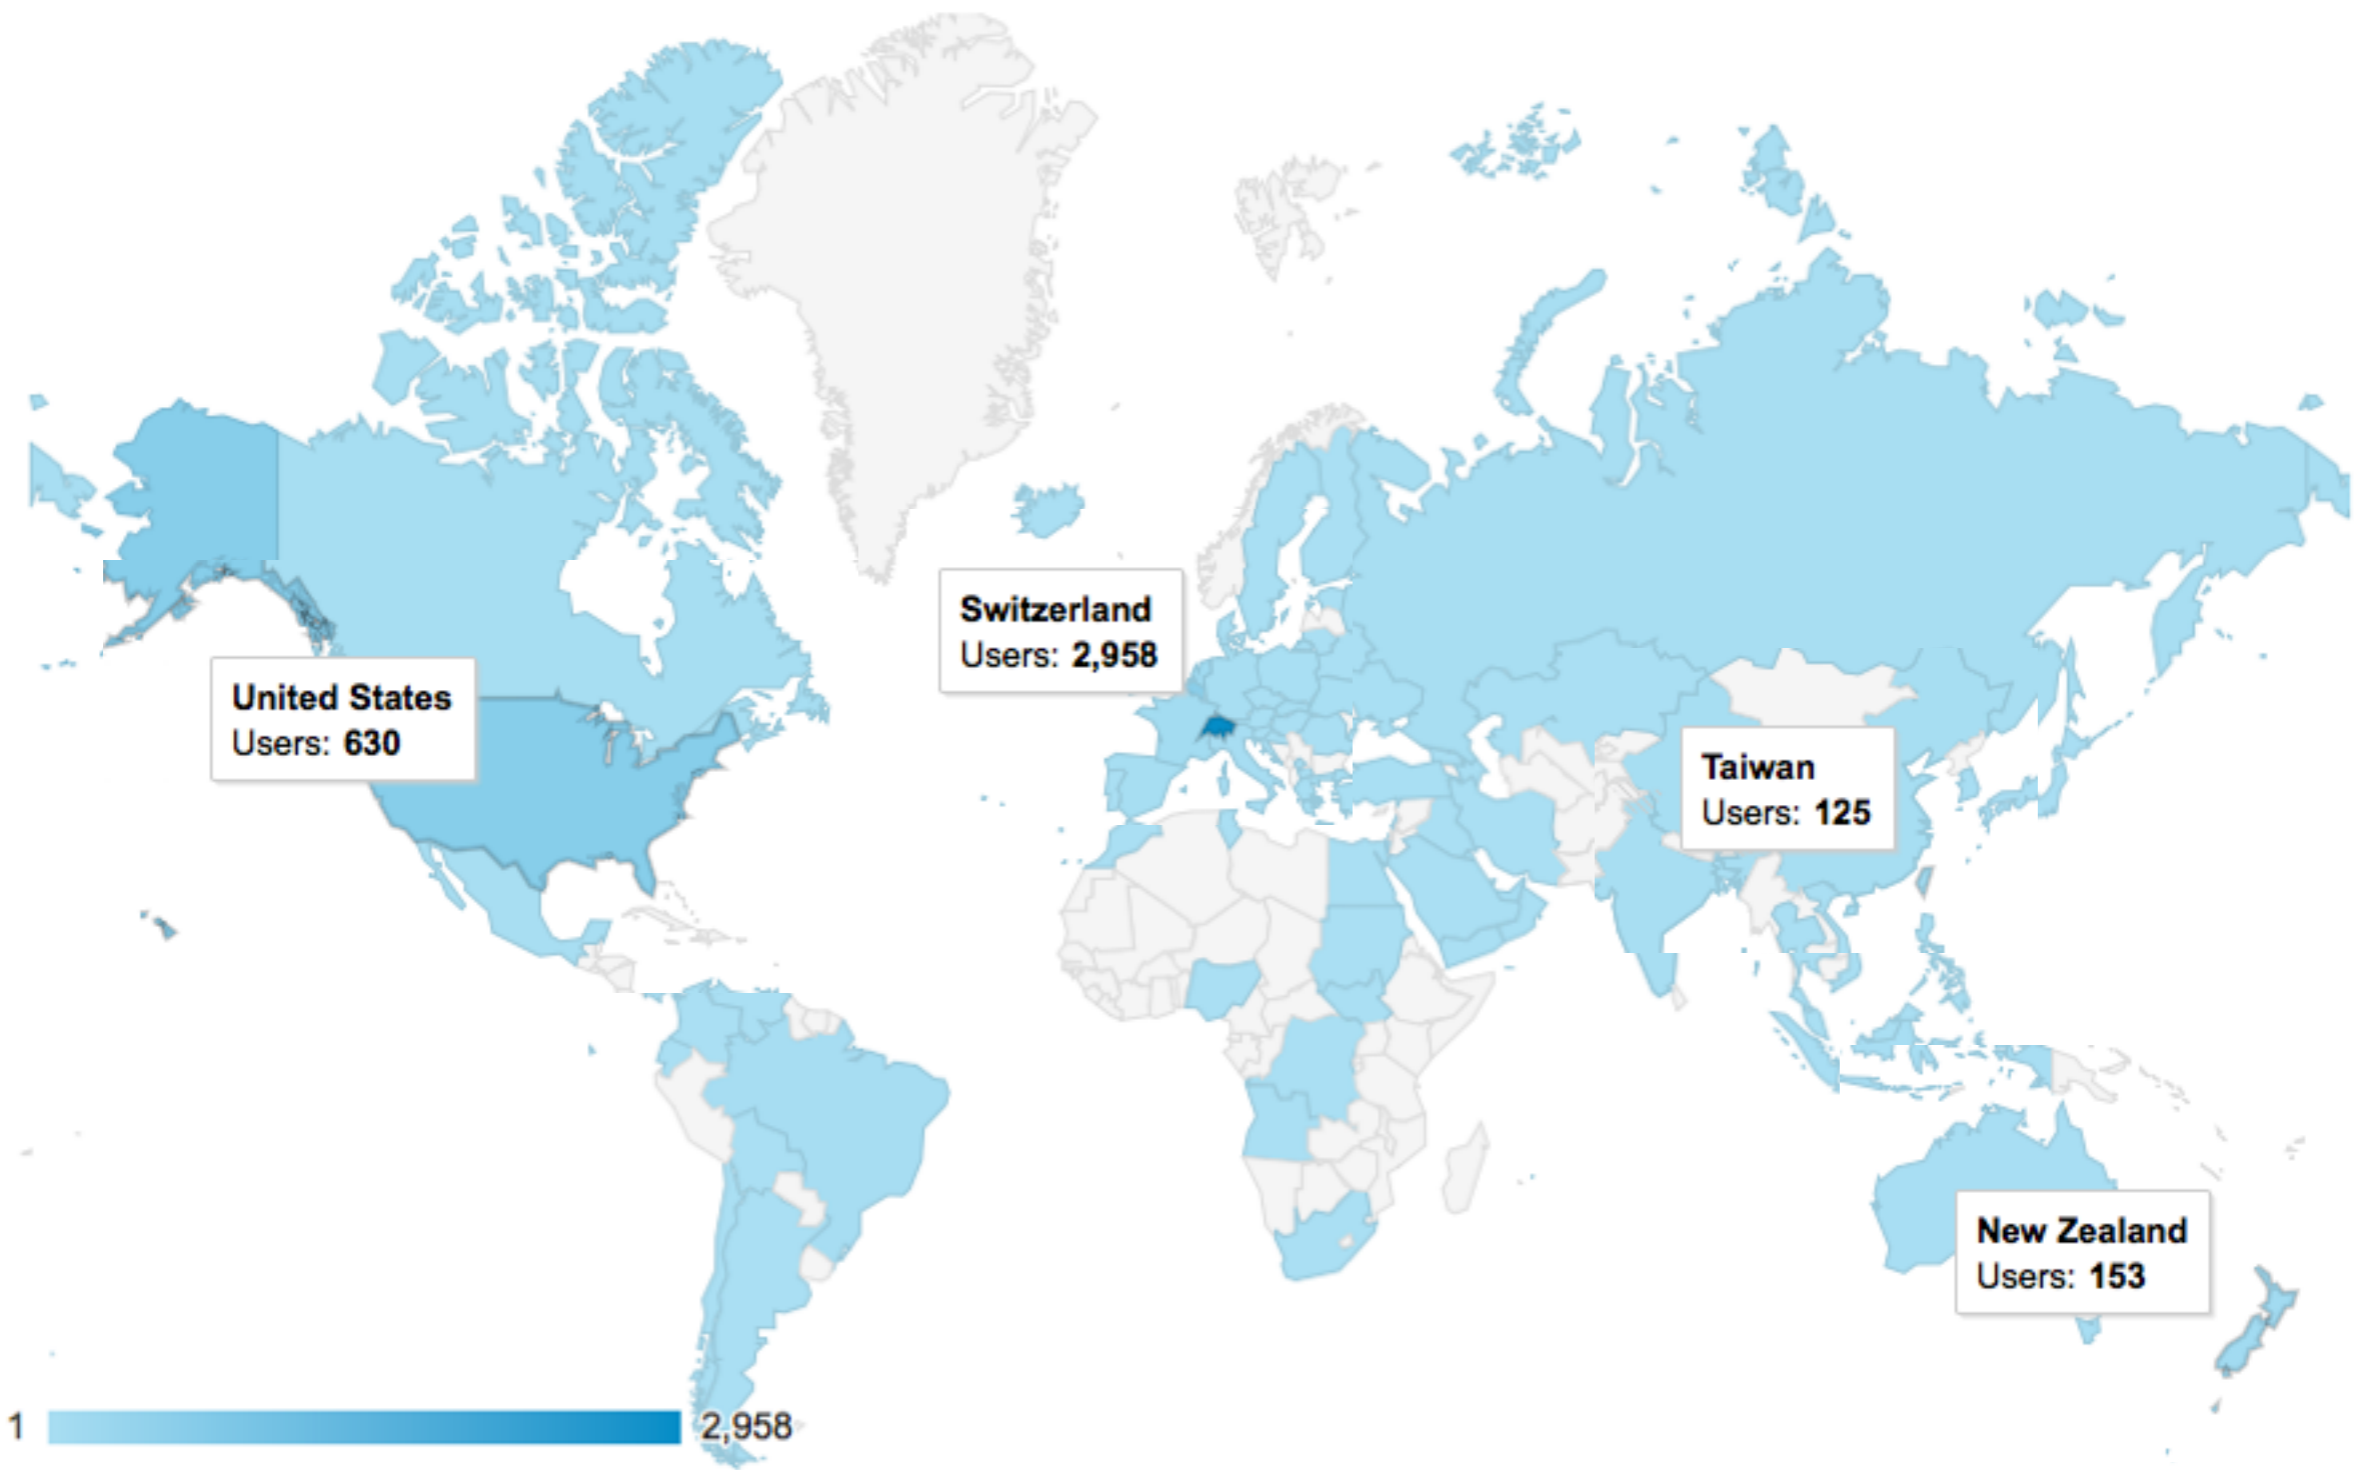 Switzerland
Users: 2,958
United States
Users: 630
Taiwan
Users: 125
New Zealand
Users: 153
1
2,958